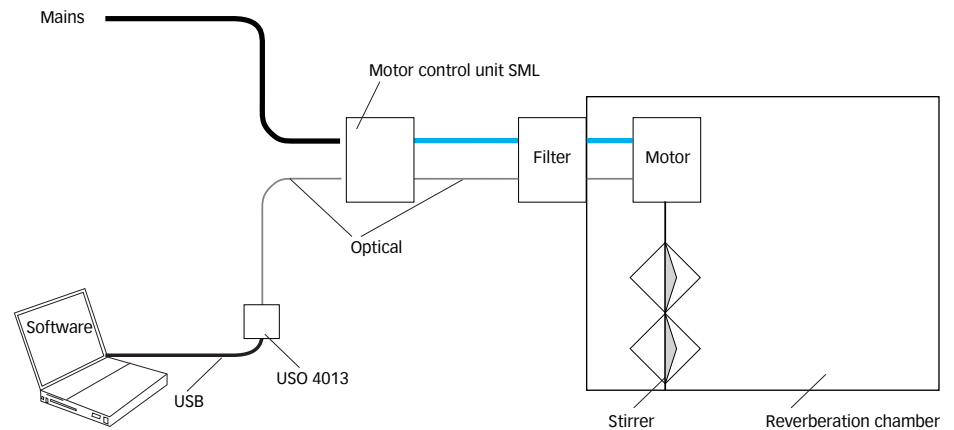 Mains
Motor control unit SML
Filter
Motor
Optical
Software
USO 4013
USB
Stirrer
Reverberation chamber